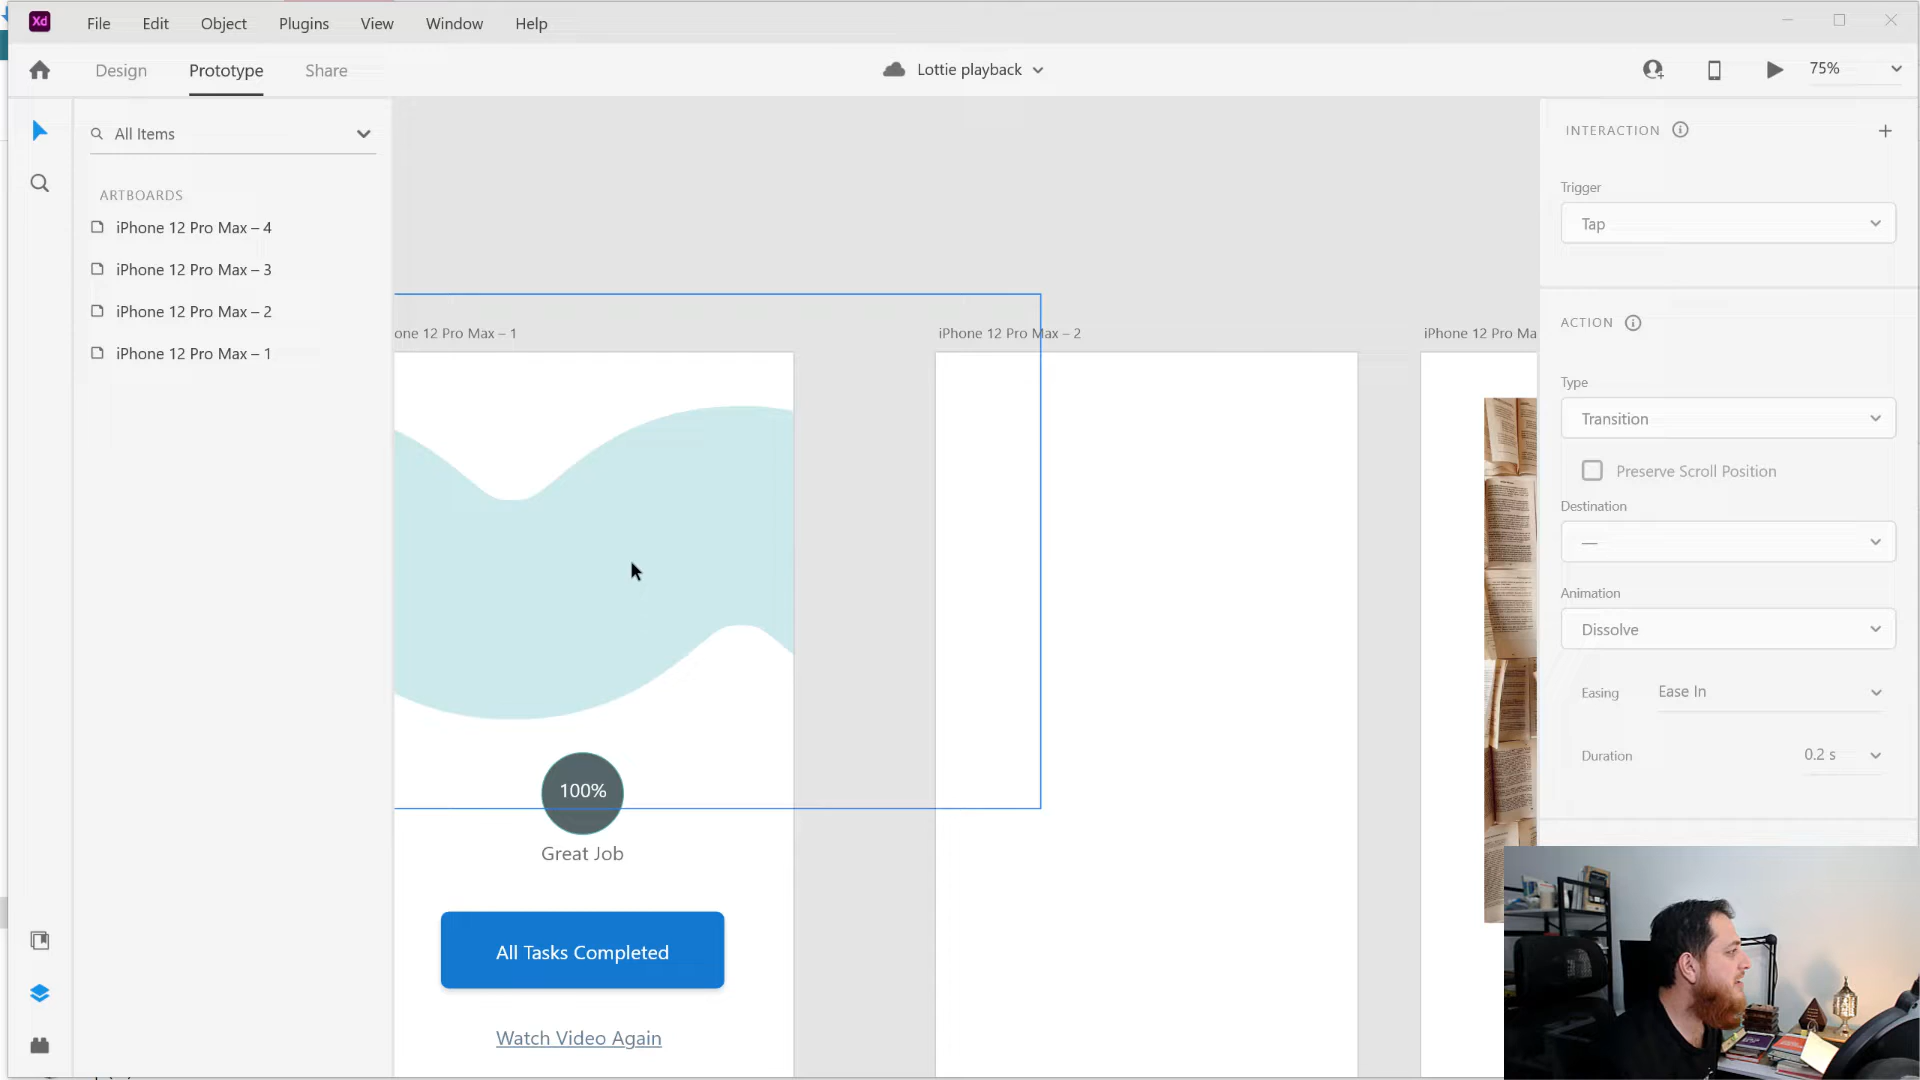 Xd File Edit Object Plugins View Window Help
Design Prototype Share Lottie playback 75%
All Items
ARTBOARDS
iPhone 12 Pro Max – 4
iPhone 12 Pro Max – 3
iPhone 12 Pro Max – 2
iPhone 12 Pro Max – 1
one 12 Pro Max – 1
iPhone 12 Pro Max – 2
iPhone 12 Pro Ma
100%
Great Job
All Tasks Completed
Watch Video Again
INTERACTION
Trigger
Tap
ACTION
Type
Transition
Preserve Scroll Position
Destination
—
Animation
Dissolve
Easing Ease In
Duration 0.2 s